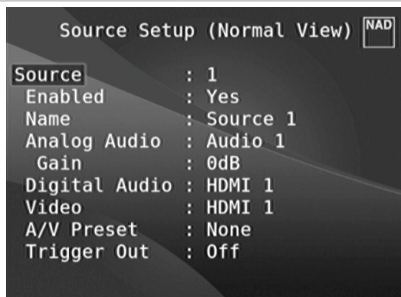 Source Setup (Normal View) NAD
Source : 1
Enabled : Yes
Name : Source 1
Analog Audio : Audio 1
Gain : 0dB
Digital Audio : HDMI 1
Video : HDMI 1
A/V Preset : None
Trigger Out : Off